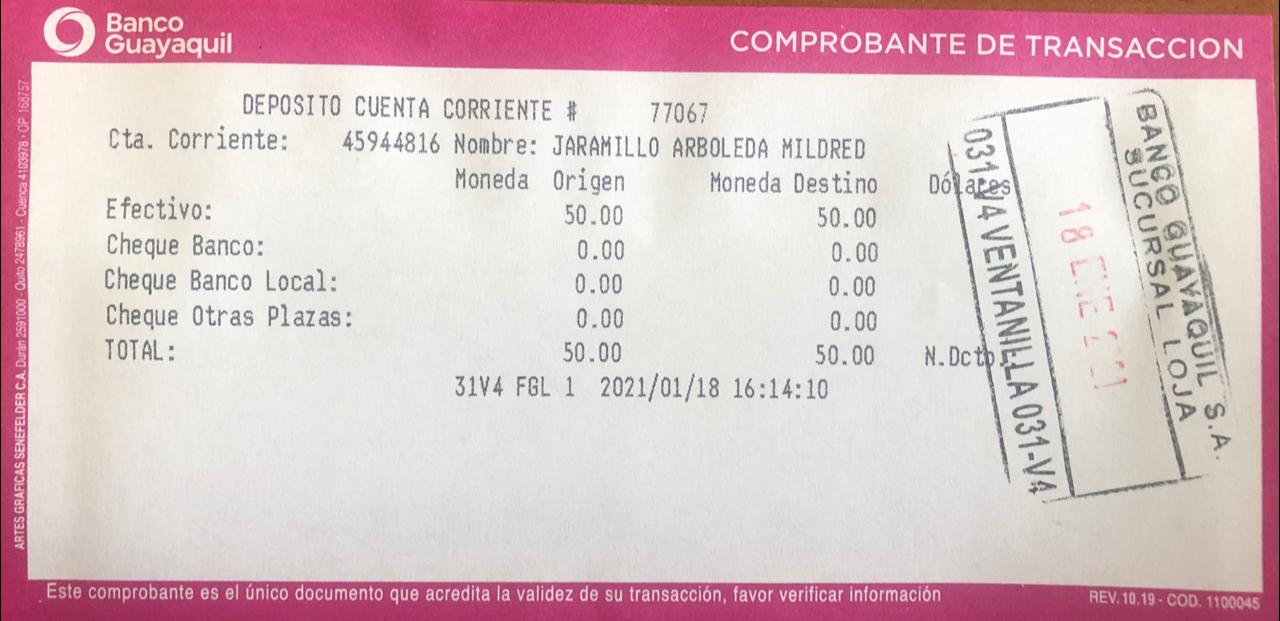 Banco
Guayaquil
COMPROBANTE DE TRANSACCION
DEPOSITO CUENTA CORRIENTE # 77067
Cta. Corriente: 45944816 Nombre: JARAMILLO ARBOLEDA MILDRED
Moneda Origen Moneda Destino Dólares
Efectivo: 50.00 50.00
Cheque Banco: 0.00 0.00
Cheque Banco Local: 0.00 0.00
Cheque Otras Plazas: 0.00 0.00
TOTAL: 50.00 50.00 N.Dcto
31V4 FGL 1 2021/01/18 16:14:10
BANCO GUAYAQUIL S.A.
SUCURSAL LOJA
18 ENE
031-V4 VENTANILLA 031-V4
ARTES GRAFICAS SENEFELDER C.A. Durán 2591000 - Quito 2478961 - Cuenca 4103978 - OP 168757
Este comprobante es el único documento que acredita la validez de su transacción, favor verificar información
REV. 10.19 - COD. 1100045